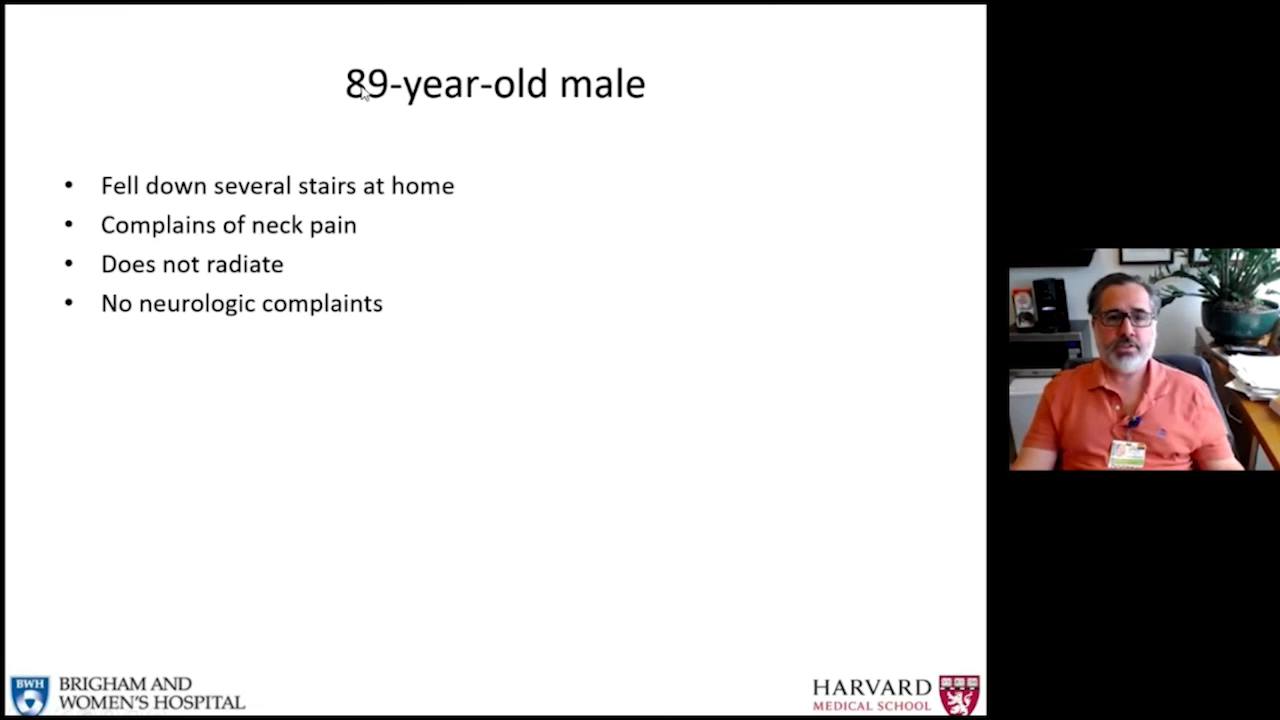 89-year-old male
• Fell down several stairs at home
• Complains of neck pain
• Does not radiate
• No neurologic complaints
BWH
BRIGHAM AND
WOMEN'S HOSPITAL
HARVARD
MEDICAL SCHOOL